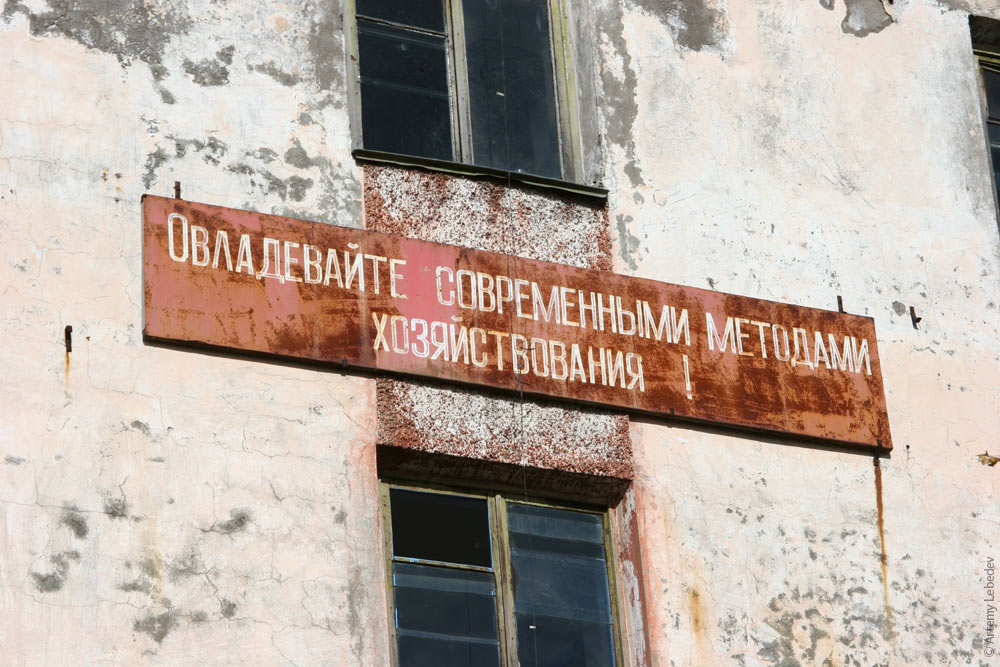 Овладевайте современными методами
хозяйствования !
© Artemy Lebedev